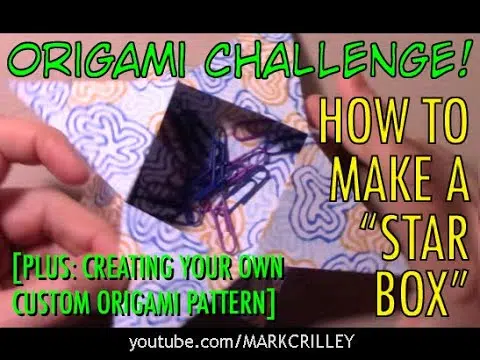 ORIGAMI CHALLENGE!
HOW TO
MAKE A
“STAR
BOX”
[PLUS: CREATING YOUR OWN
CUSTOM ORIGAMI PATTERN]
youtube.com/MARKCRILLEY